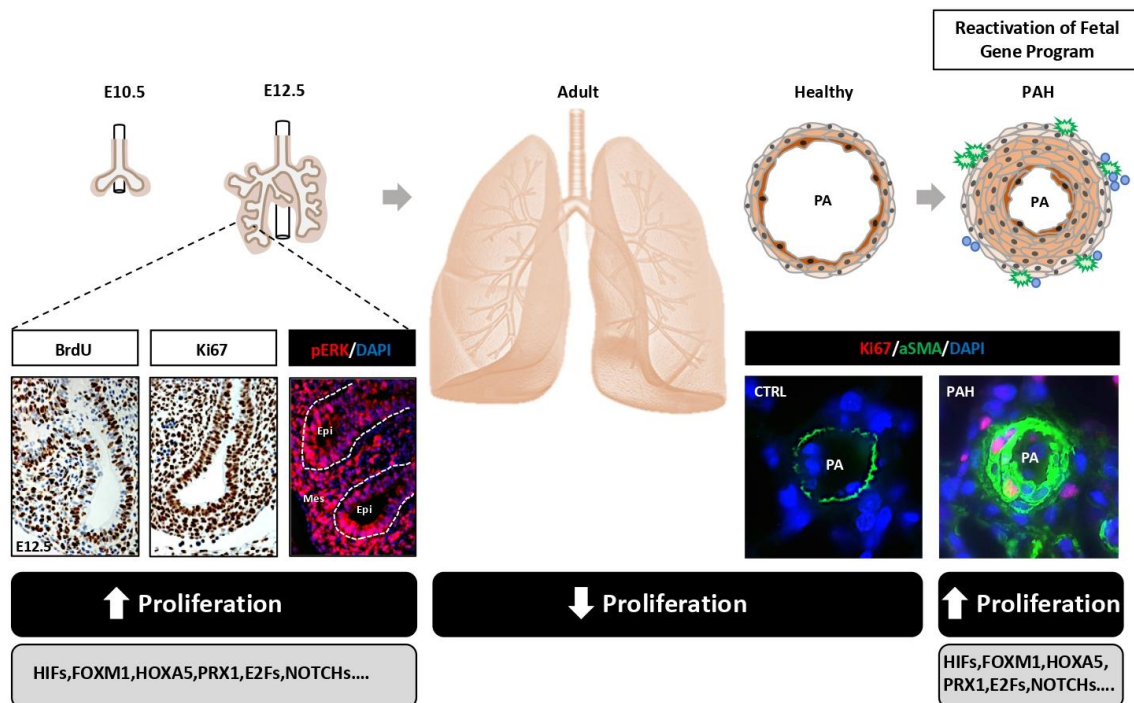 Reactivation of Fetal
Gene Program
E10.5
E12.5
Adult
Healthy
PAH
PA
PA
BrdU
Ki67
pERK/DAPI
Ki67/aSMA/DAPI
E12.5
Epi
Mes
Epi
CTRL
PA
PAH
PA
Proliferation
Proliferation
Proliferation
HIFs,FOXM1,HOXA5,PRX1,E2Fs,NOTCHs....
HIFs,FOXM1,HOXA5,
PRX1,E2Fs,NOTCHs....